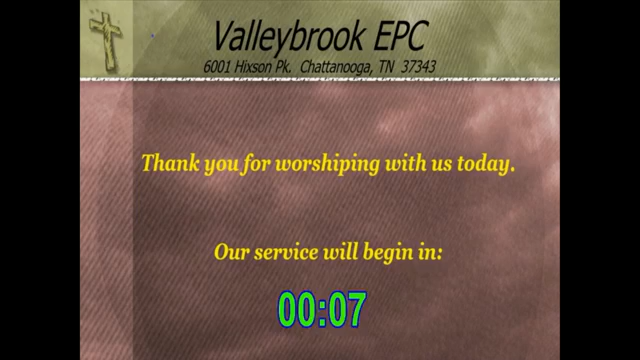 Valleybrook EPC
6001 Hixson Pk. Chattanooga, TN 37343
Thank you for worshiping with us today.
Our service will begin in:
00:07